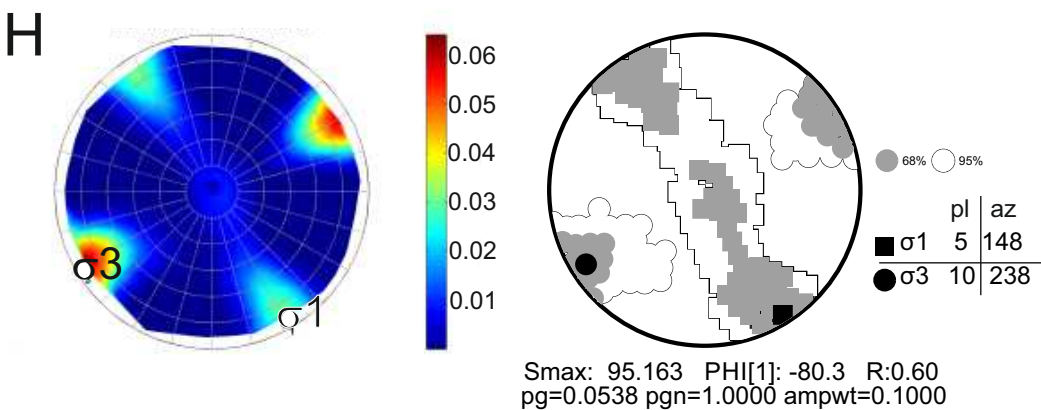 H
0.06
0.05
0.04
0.03
0.02
0.01
σ3
σ1
68% 95%
pl az
σ1 5 148
σ3 10 238
Smax: 95.163 PHI[1]: -80.3 R:0.60
pg=0.0538 pgn=1.0000 ampwt=0.1000